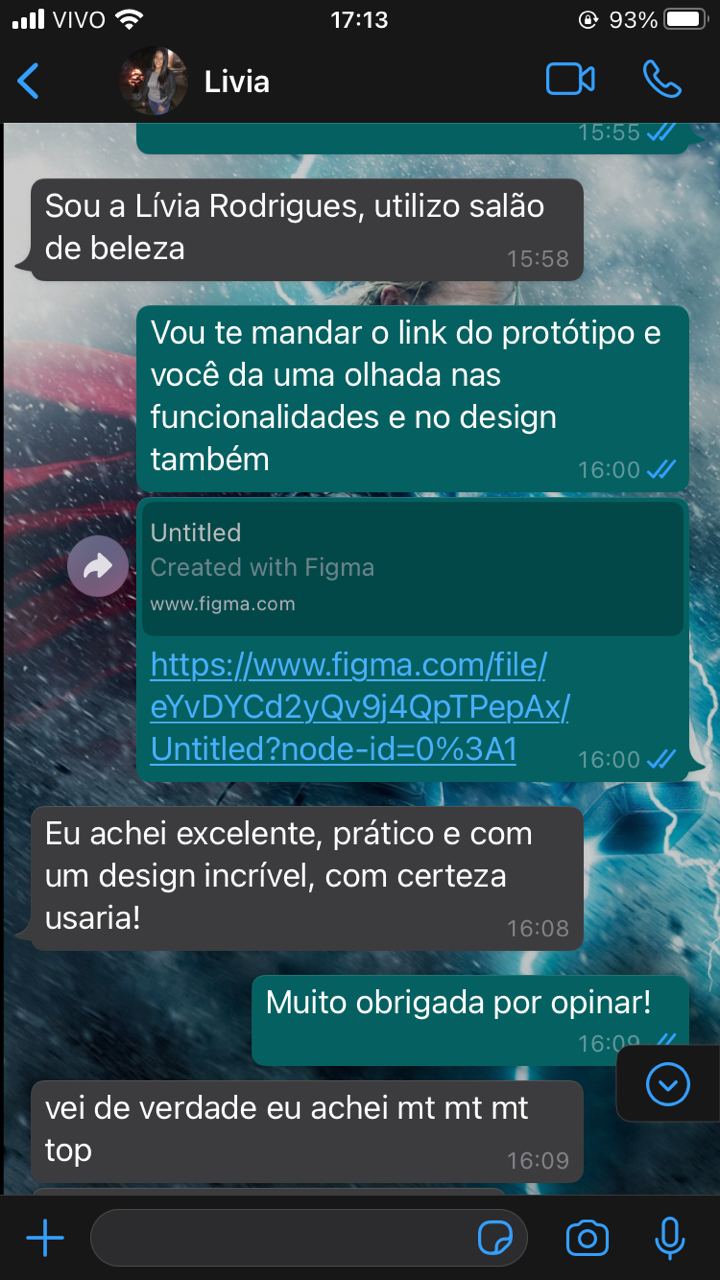 VIVO 17:13 93%
Livia
15:55
Sou a Lívia Rodrigues, utilizo salão
de beleza
15:58
Vou te mandar o link do protótipo e
você da uma olhada nas
funcionalidades e no design
também
16:00
Untitled
Created with Figma
www.figma.com
https://www.figma.com/file/
eYvDYCd2yQv9j4QpTPepAx/
Untitled?node-id=0%3A1
16:00
Eu achei excelente, prático e com
um design incrível, com certeza
usaria!
16:08
Muito obrigada por opinar!
16:09
vei de verdade eu achei mt mt mt
top
16:09